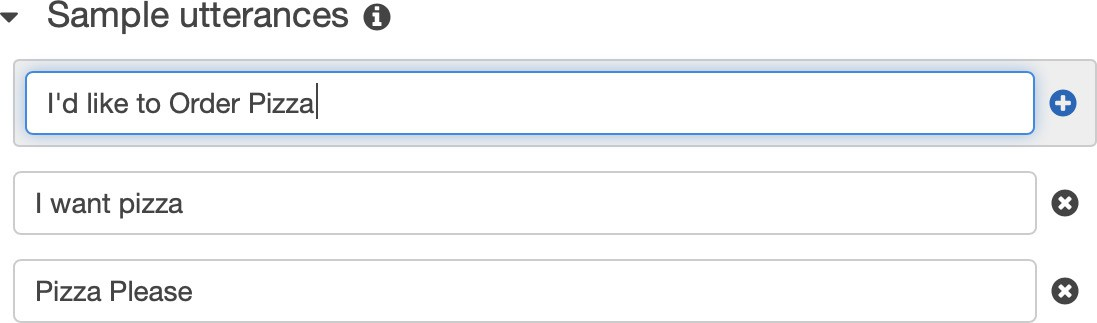 Sample utterances
I'd like to Order Pizza
I want pizza
Pizza Please